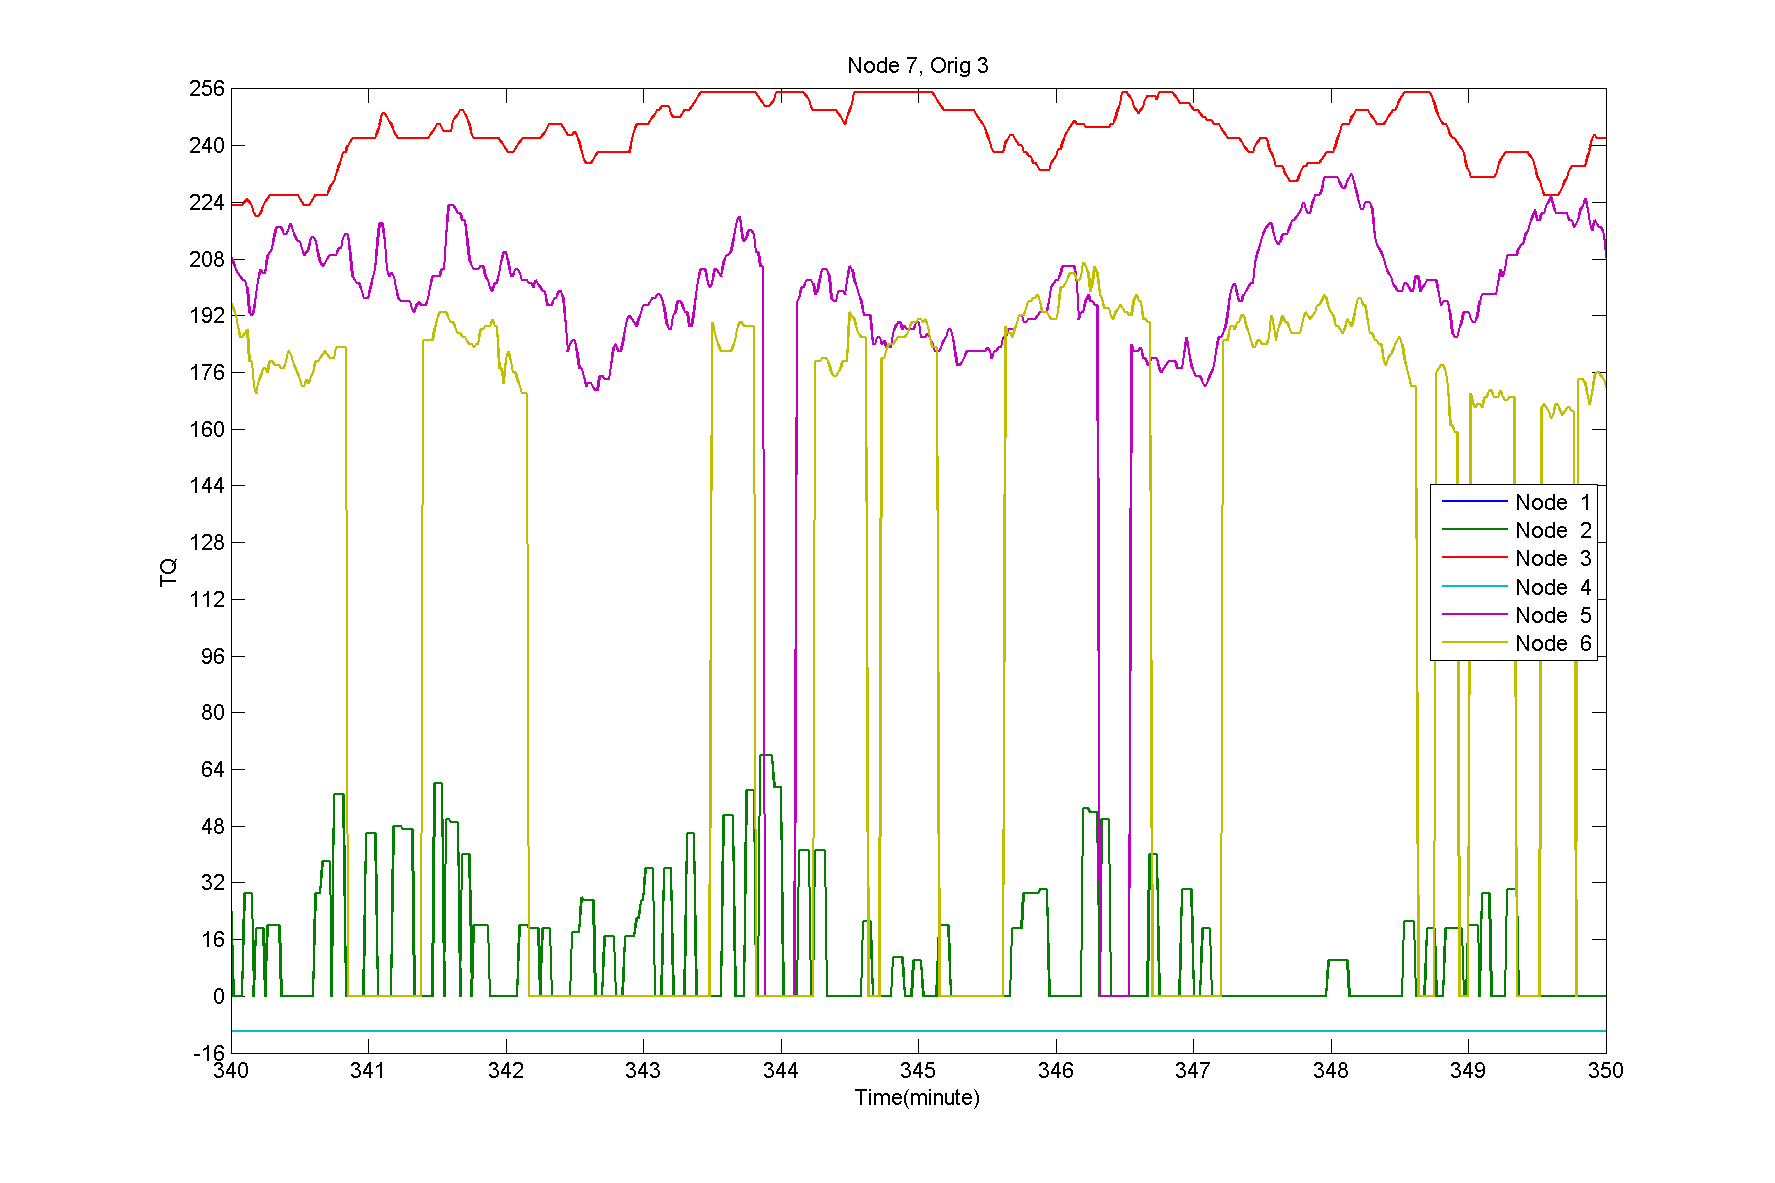 Node 7, Orig 3
256
240
224
208
192
176
160
144
128
112
96
80
64
48
32
16
0
-16
TQ
Node 1
Node 2
Node 3
Node 4
Node 5
Node 6
340 341 342 343 344 345 346 347 348 349 350
Time(minute)